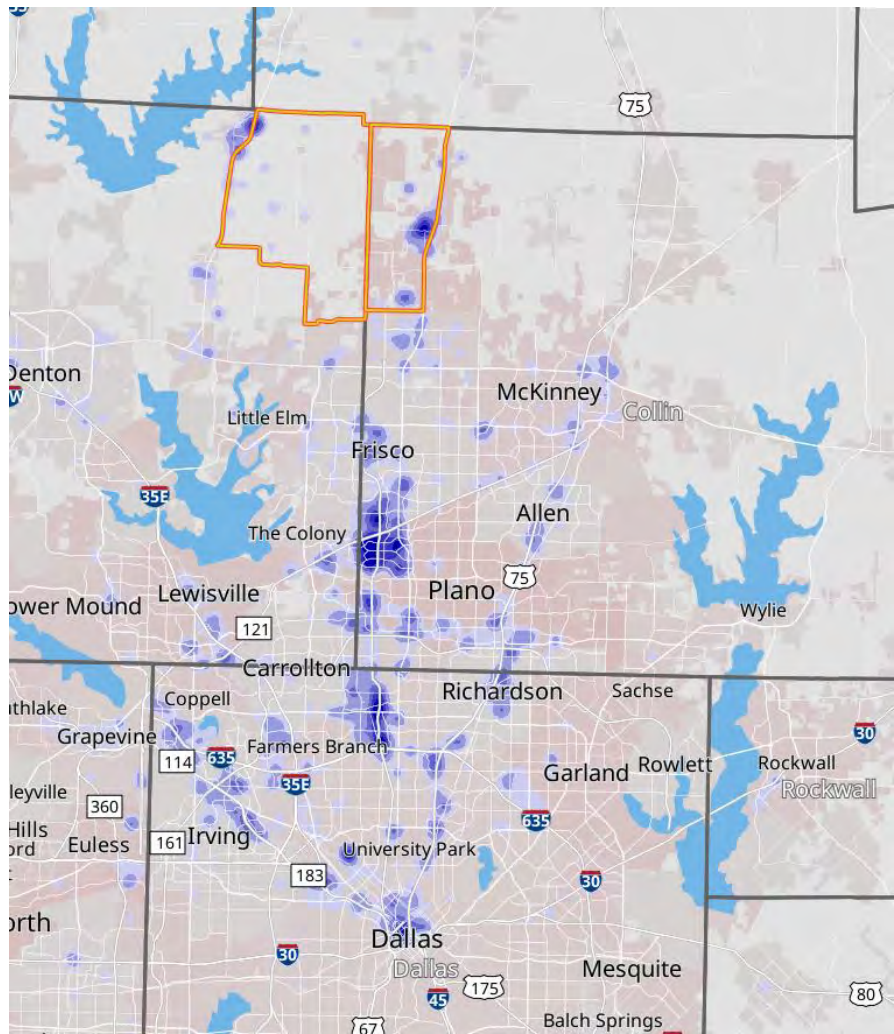 75
Denton
McKinney
Collin
Little Elm
Frisco
35E
The Colony
Allen
Plano
75
Lewisville
ower Mound
Wylie
121
Carrollton
Coppell
Richardson
Sachse
thlake
Grapevine
30
Farmers Branch
114
635
Garland
Rowlett
Rockwall
Rockwall
leyville
35E
360
Hills
ord
Euless
161
Irving
635
University Park
183
30
orth
Dallas
30
Dallas
Mesquite
175
45
80
67
Balch Springs